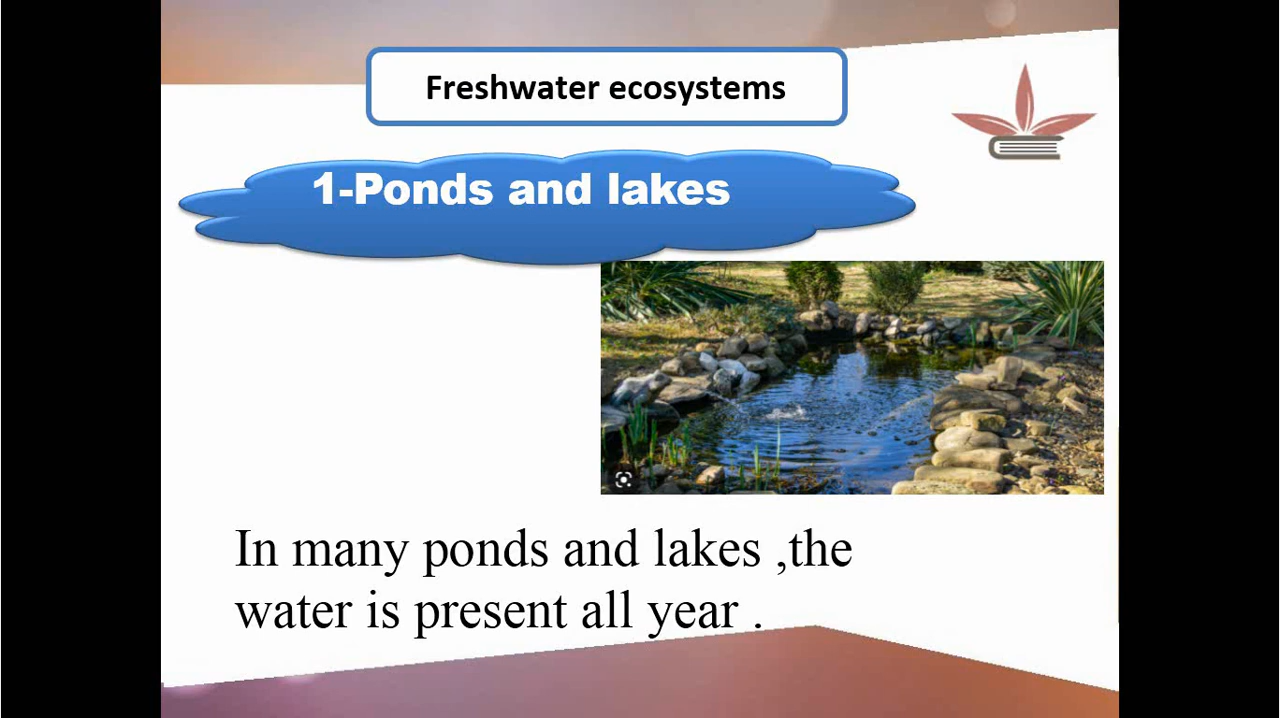 Freshwater ecosystems
1-Ponds and lakes
In many ponds and lakes ,the
water is present all year .